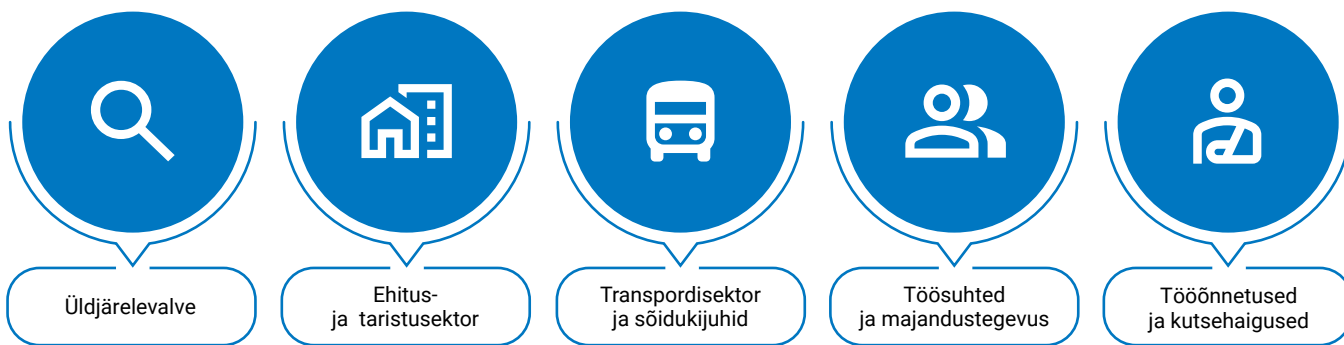 Üldjärelevalve
Ehitus-
ja taristusektor
Transpordisektor
ja sõidukijuhid
Töösuhted
ja majandustegevus
Tööõnnetused
ja kutsehaigused